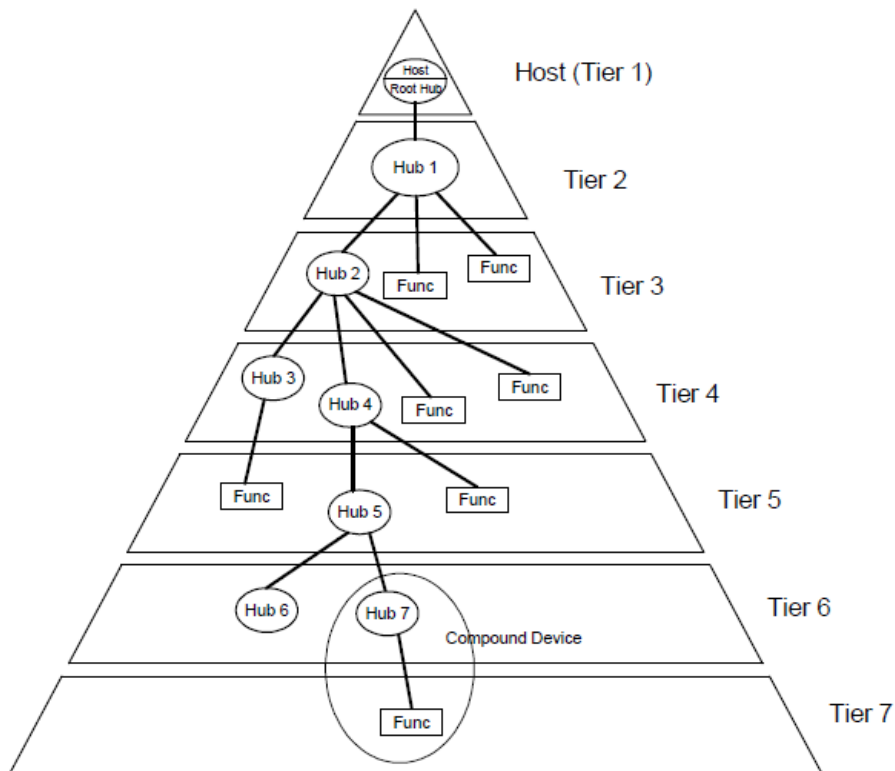 Host
Root Hub
Host (Tier 1)
Hub 1
Tier 2
Hub 2
Func
Func
Tier 3
Hub 3
Hub 4
Func
Func
Tier 4
Func
Hub 5
Func
Tier 5
Hub 6
Hub 7
Compound Device
Tier 6
Func
Tier 7